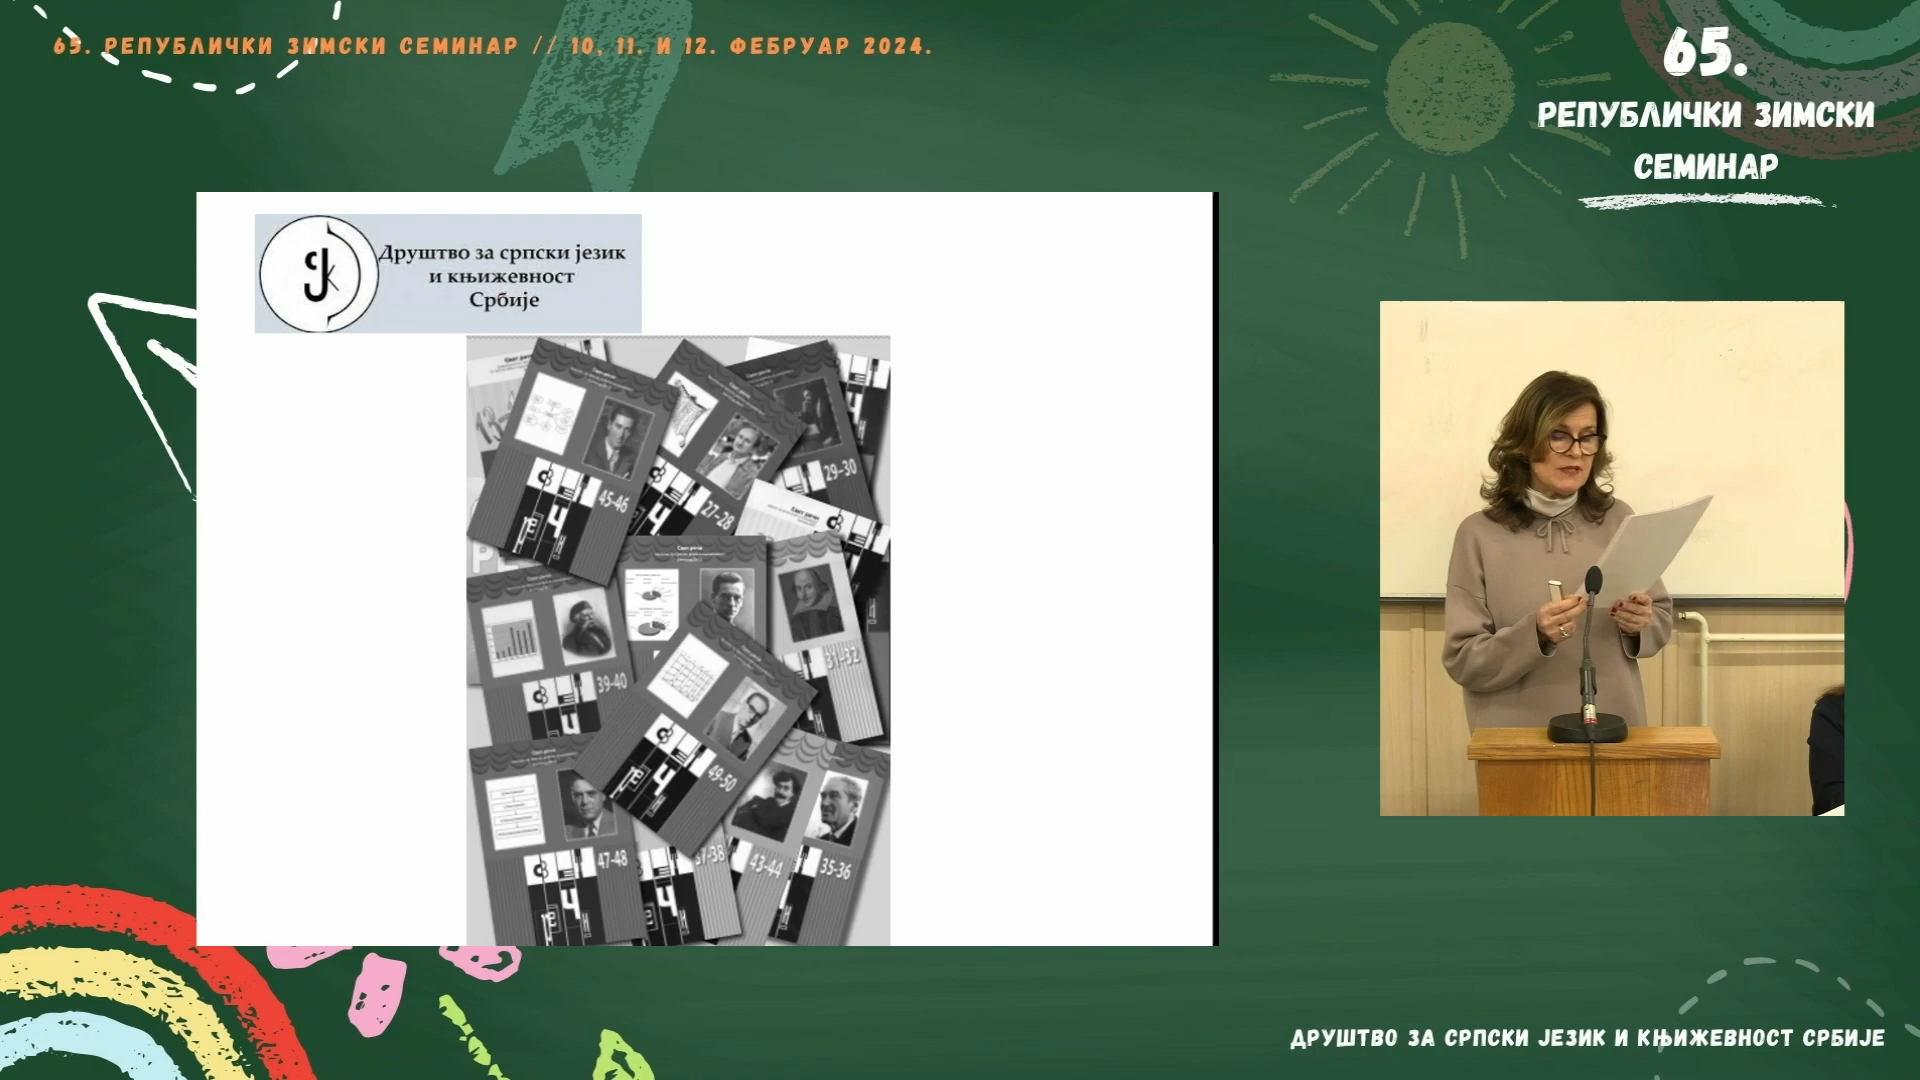 65. РЕПУБЛИЧКИ ЗИМСКИ СЕМИНАР // 10, 11. И 12. ФЕБРУАР 2024.
65.
РЕПУБЛИЧКИ ЗИМСКИ
СЕМИНАР
Друштво за српски језик
и књижевност
Србије
45-46
27-28
29-30
39-40
31-32
49-50
47-48
37-38
43-44
35-36
ДРУШТВО ЗА СРПСКИ ЈЕЗИК И КЊИЖЕВНОСТ СРБИЈЕ